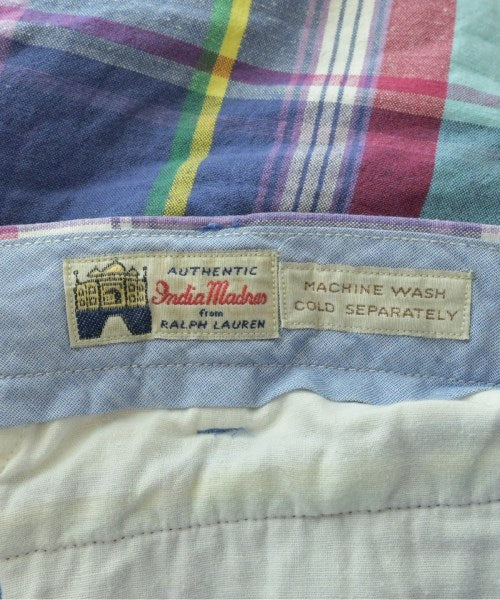 AUTHENTIC
India Madras
from
RALPH LAUREN
MACHINE WASH
COLD SEPARATELY